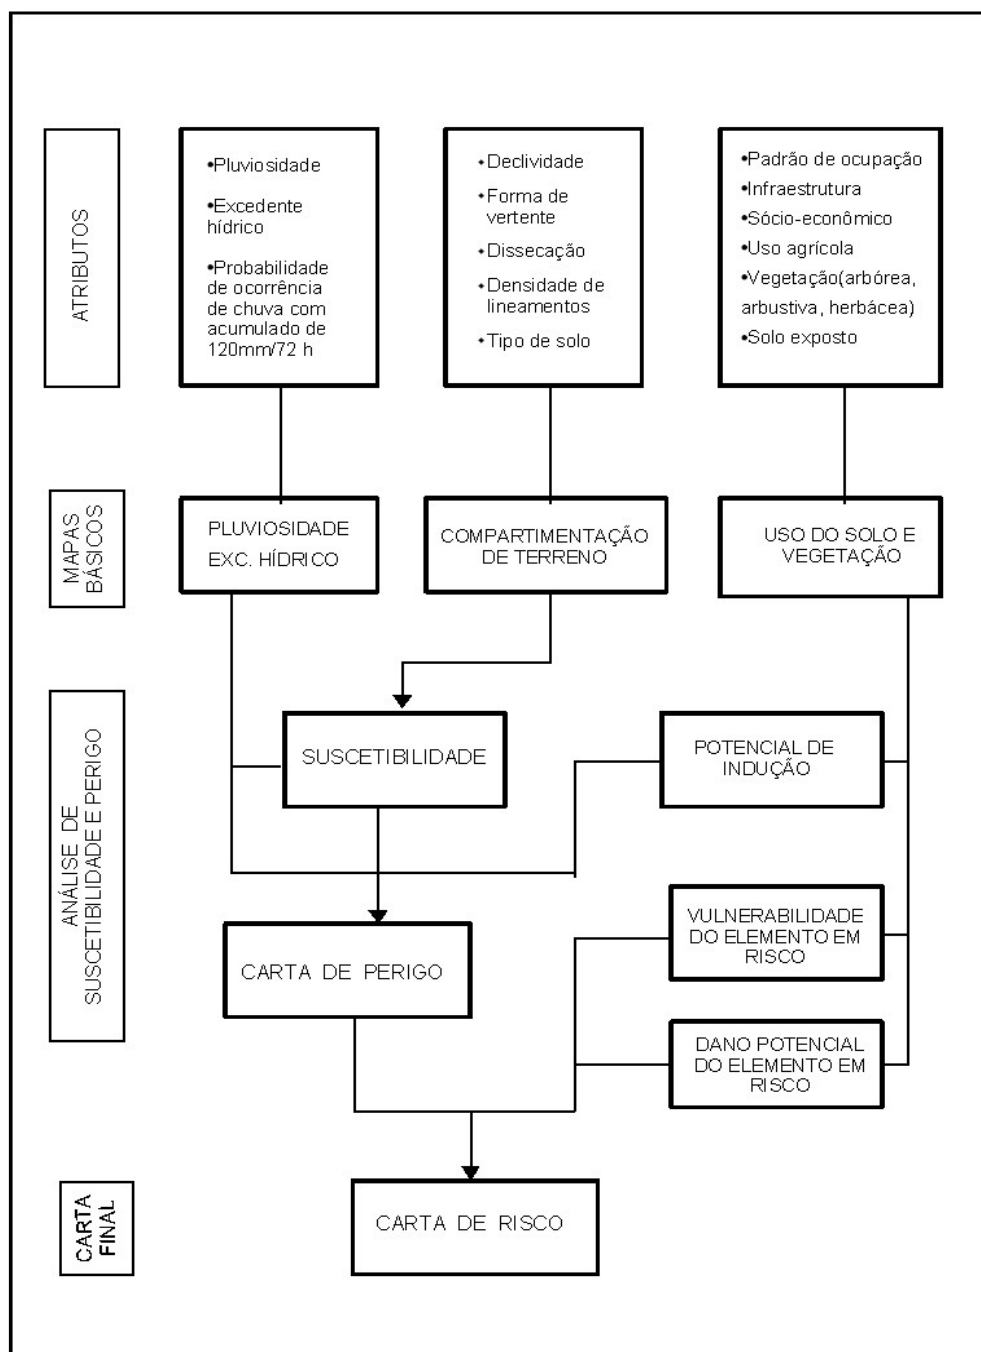 ATRIBUTOS
•Pluviosidade
•Excedente
hídrico
•Probabilidade
de ocorrência
de chuva com
acumulado de
120mm/72 h
•Declividade
•Forma de
vertente
•Dissecação
•Densidade de
lineamentos
•Tipo de solo
•Padrão de ocupação
•Infraestrutura
•Sócio-econômico
•Uso agrícola
•Vegetação(arbórea,
arbustiva, herbácea)
•Solo exposto
MAPAS
BÁSICOS
PLUVIOSIDADE
EXC. HÍDRICO
COMPARTIMENTAÇÃO
DE TERRENO
USO DO SOLO E
VEGETAÇÃO
ANÁLISE DE
SUSCETIBILIDADE E PERIGO
SUSCETIBILIDADE
POTENCIAL DE
INDUÇÃO
VULNERABILIDADE
DO ELEMENTO EM
RISCO
CARTA DE PERIGO
DANO POTENCIAL
DO ELEMENTO EM
RISCO
CARTA
FINAL
CARTA DE RISCO